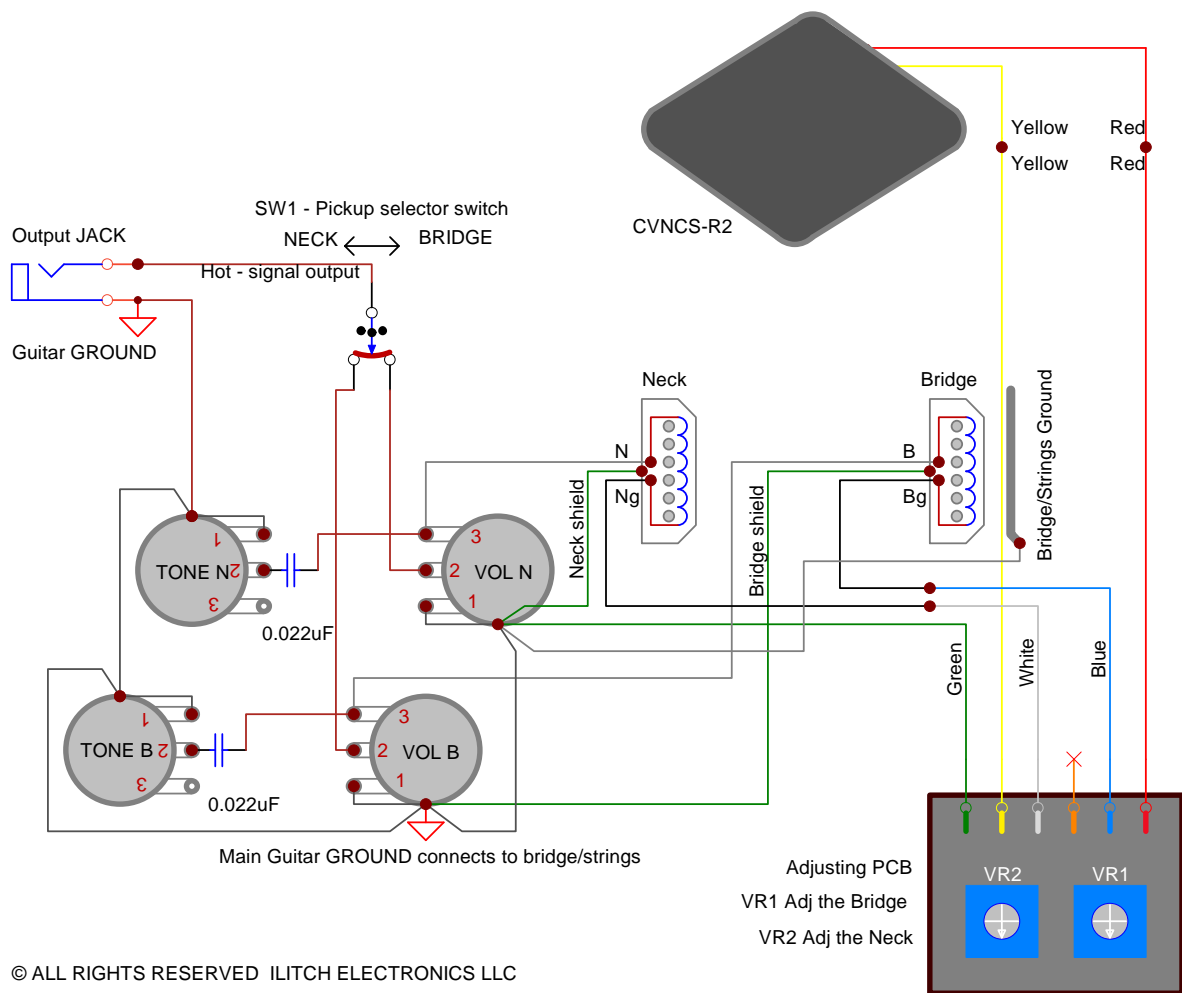 Yellow Red
Yellow Red
CVNCS-R2
SW1 - Pickup selector switch
NECK BRIDGE
Output JACK
Hot - signal output
Guitar GROUND
Neck
Bridge
Bridge/Strings Ground
N
Ng
B
Bg
Neck shield
Bridge shield
TONE N
1
2
3
0.022uF
VOL N
3
2
1
TONE B
1
2
3
0.022uF
VOL B
3
2
1
Main Guitar GROUND connects to bridge/strings
Green
White
Blue
Adjusting PCB
VR1 Adj the Bridge
VR2 Adj the Neck
VR2 VR1
© ALL RIGHTS RESERVED ILITCH ELECTRONICS LLC